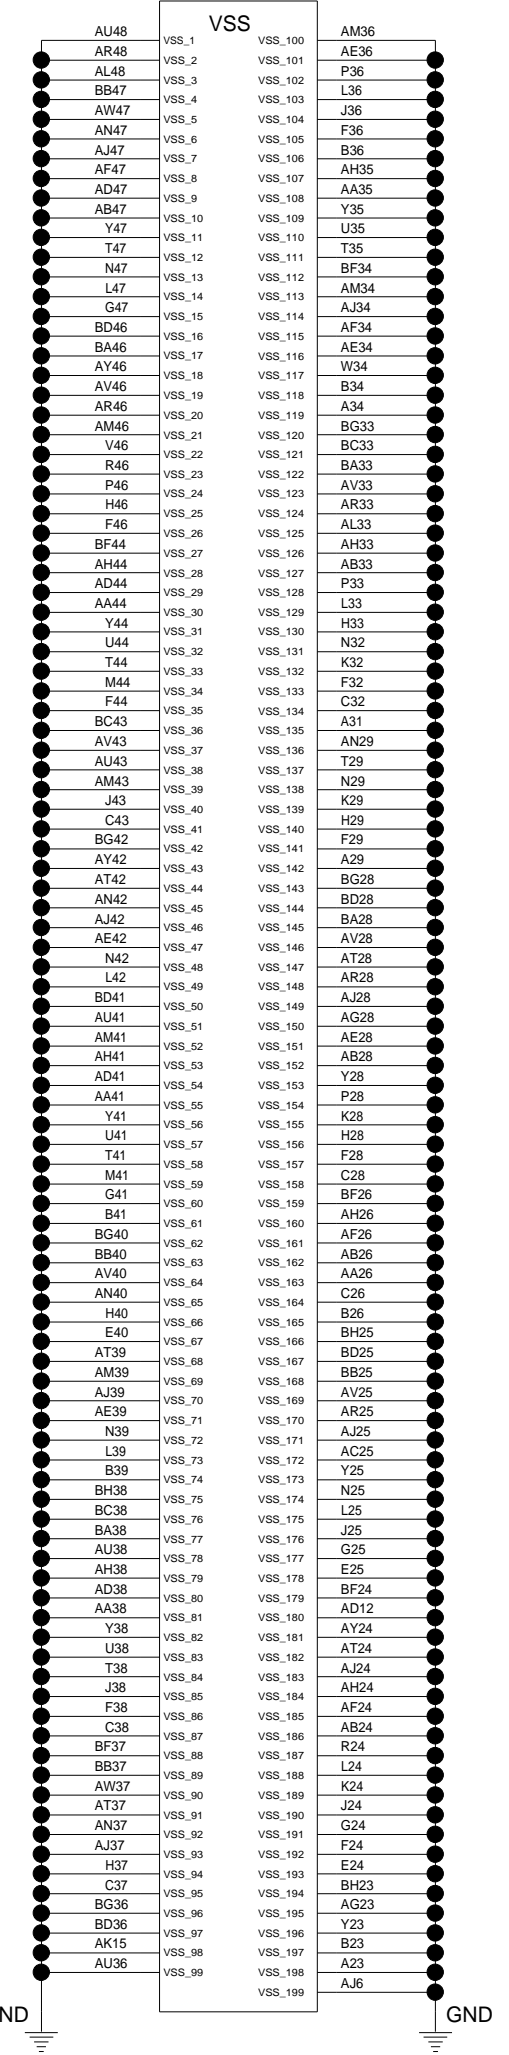 VSS
AU48 VSS_1 VSS_100 AM36
AR48 VSS_2 VSS_101 AE36
AL48 VSS_3 VSS_102 P36
BB47 VSS_4 VSS_103 L36
AW47 VSS_5 VSS_104 J36
AN47 VSS_6 VSS_105 F36
AJ47 VSS_7 VSS_106 B36
AF47 VSS_8 VSS_107 AH35
AD47 VSS_9 VSS_108 AA35
AB47 VSS_10 VSS_109 Y35
Y47 VSS_11 VSS_110 U35
T47 VSS_12 VSS_111 T35
N47 VSS_13 VSS_112 BF34
L47 VSS_14 VSS_113 AM34
G47 VSS_15 VSS_114 AJ34
BD46 VSS_16 VSS_115 AF34
BA46 VSS_17 VSS_116 AE34
AY46 VSS_18 VSS_117 W34
AV46 VSS_19 VSS_118 B34
AR46 VSS_20 VSS_119 A34
AM46 VSS_21 VSS_120 BG33
V46 VSS_22 VSS_121 BC33
R46 VSS_23 VSS_122 BA33
P46 VSS_24 VSS_123 AV33
H46 VSS_25 VSS_124 AR33
F46 VSS_26 VSS_125 AL33
BF44 VSS_27 VSS_126 AH33
AH44 VSS_28 VSS_127 AB33
AD44 VSS_29 VSS_128 P33
AA44 VSS_30 VSS_129 L33
Y44 VSS_31 VSS_130 H33
U44 VSS_32 VSS_131 N32
T44 VSS_33 VSS_132 K32
M44 VSS_34 VSS_133 F32
F44 VSS_35 VSS_134 C32
BC43 VSS_36 VSS_135 A31
AV43 VSS_37 VSS_136 AN29
AU43 VSS_38 VSS_137 T29
AM43 VSS_39 VSS_138 N29
J43 VSS_40 VSS_139 K29
C43 VSS_41 VSS_140 H29
BG42 VSS_42 VSS_141 F29
AY42 VSS_43 VSS_142 A29
AT42 VSS_44 VSS_143 BG28
AN42 VSS_45 VSS_144 BD28
AJ42 VSS_46 VSS_145 BA28
AE42 VSS_47 VSS_146 AV28
N42 VSS_48 VSS_147 AT28
L42 VSS_49 VSS_148 AR28
BD41 VSS_50 VSS_149 AJ28
AU41 VSS_51 VSS_150 AG28
AM41 VSS_52 VSS_151 AE28
AH41 VSS_53 VSS_152 AB28
AD41 VSS_54 VSS_153 Y28
AA41 VSS_55 VSS_154 P28
Y41 VSS_56 VSS_155 K28
U41 VSS_57 VSS_156 H28
T41 VSS_58 VSS_157 F28
M41 VSS_59 VSS_158 C28
G41 VSS_60 VSS_159 BF26
B41 VSS_61 VSS_160 AH26
BG40 VSS_62 VSS_161 AF26
BB40 VSS_63 VSS_162 AB26
AV40 VSS_64 VSS_163 AA26
AN40 VSS_65 VSS_164 C26
H40 VSS_66 VSS_165 B26
E40 VSS_67 VSS_166 BH25
AT39 VSS_68 VSS_167 BD25
AM39 VSS_69 VSS_168 BB25
AJ39 VSS_70 VSS_169 AV25
AE39 VSS_71 VSS_170 AR25
N39 VSS_72 VSS_171 AJ25
L39 VSS_73 VSS_172 AC25
B39 VSS_74 VSS_173 Y25
BH38 VSS_75 VSS_174 N25
BC38 VSS_76 VSS_175 L25
BA38 VSS_77 VSS_176 J25
AU38 VSS_78 VSS_177 G25
AH38 VSS_79 VSS_178 E25
AD38 VSS_80 VSS_179 BF24
AA38 VSS_81 VSS_180 AD12
Y38 VSS_82 VSS_181 AY24
U38 VSS_83 VSS_182 AT24
T38 VSS_84 VSS_183 AJ24
J38 VSS_85 VSS_184 AH24
F38 VSS_86 VSS_185 AF24
C38 VSS_87 VSS_186 AB24
BF37 VSS_88 VSS_187 R24
BB37 VSS_89 VSS_188 L24
AW37 VSS_90 VSS_189 K24
AT37 VSS_91 VSS_190 J24
AN37 VSS_92 VSS_191 G24
AJ37 VSS_93 VSS_192 F24
H37 VSS_94 VSS_193 E24
C37 VSS_95 VSS_194 BH23
BG36 VSS_96 VSS_195 AG23
BD36 VSS_97 VSS_196 Y23
AK15 VSS_98 VSS_197 B23
AU36 VSS_99 VSS_198 A23
VSS_199 AJ6
ND GND